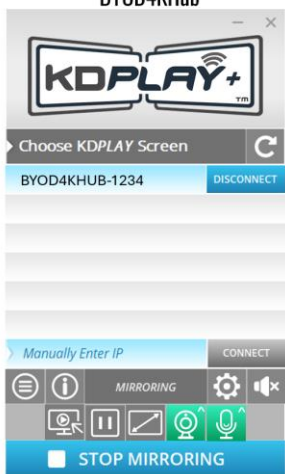 BYOD4KHub
KDPLAY+
TM
Choose KDPLAY Screen
BYOD4KHUB-1234 DISCONNECT
Manually Enter IP CONNECT
MIRRORING
STOP MIRRORING